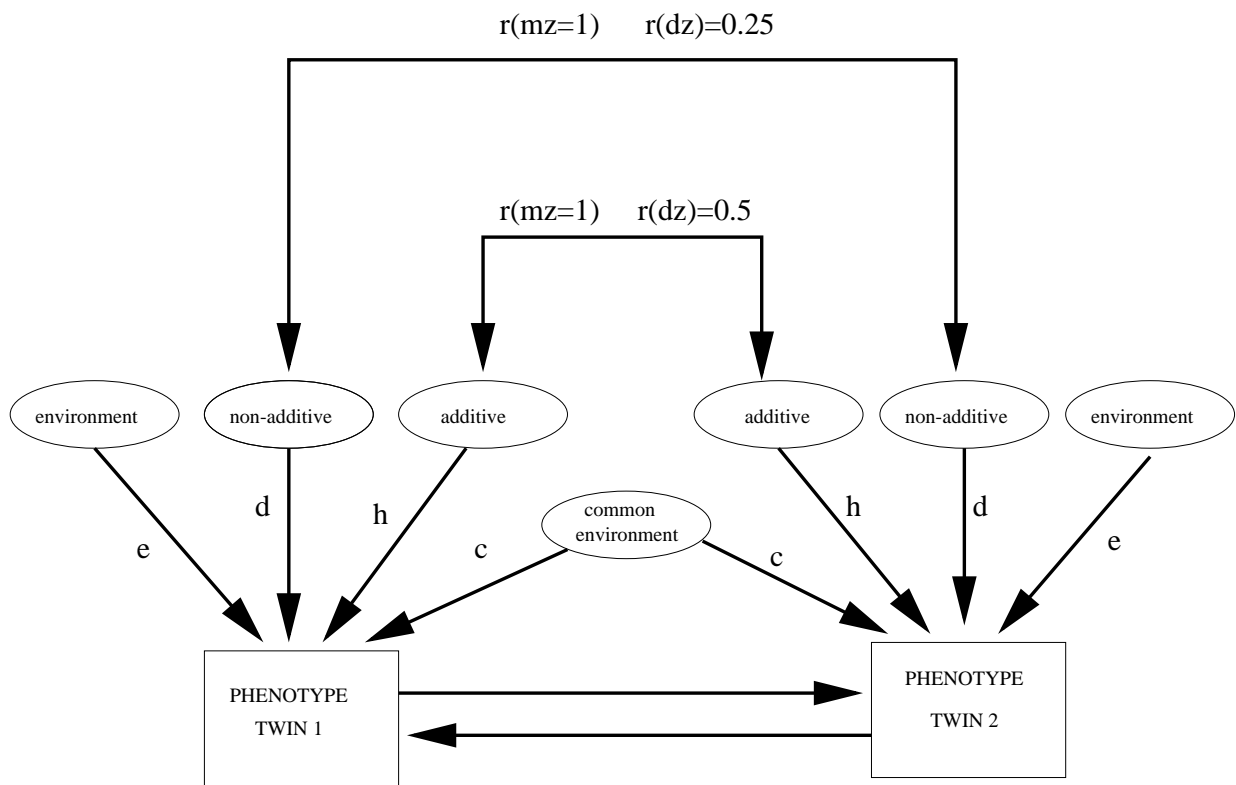 r(mz=1) r(dz)=0.25
r(mz=1) r(dz)=0.5
environment non-additive additive additive non-additive environment
d h common h d
environment
e c c e
PHENOTYPE PHENOTYPE
TWIN 1 TWIN 2